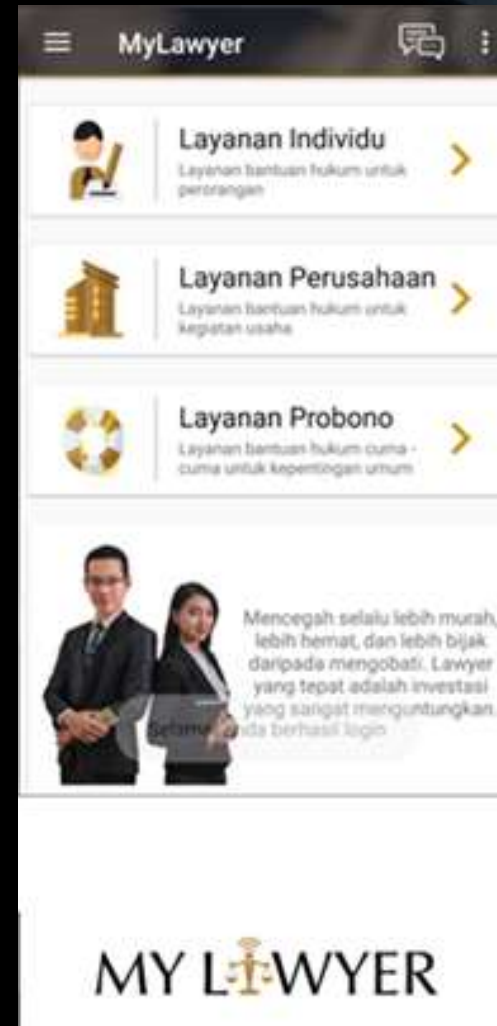 MyLawyer
Layanan Individu
Layanan bantuan hukum untuk
perorangan
Layanan Perusahaan
Layanan bantuan hukum untuk
kegiatan usaha
Layanan Probono
Layanan bantuan hukum cuma -
cuma untuk kepentingan umum
Mencegah selalu lebih murah,
lebih hemat, dan lebih bijak
daripada mengobati. Lawyer
yang tepat adalah investasi
yang sangat menguntungkan.
berhasil login
MY LAWYER